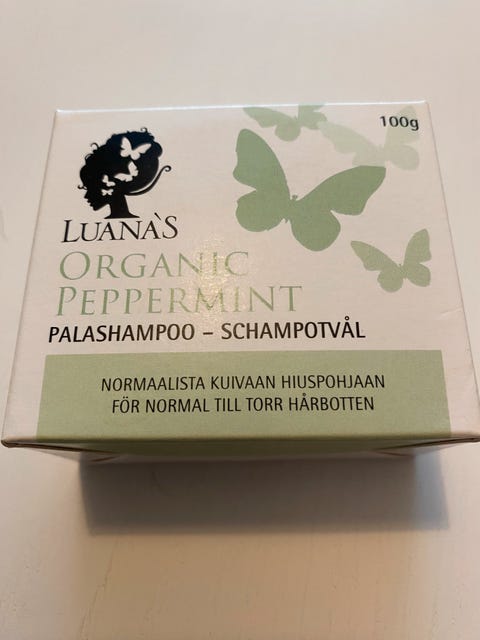 100g
LUANA`S
ORGANIC
PEPPERMINT
PALASHAMPOO – SCHAMPOTVÅL
NORMAALISTA KUIVAAN HIUSPOHJAAN
FÖR NORMAL TILL TORR HÅRBOTTEN